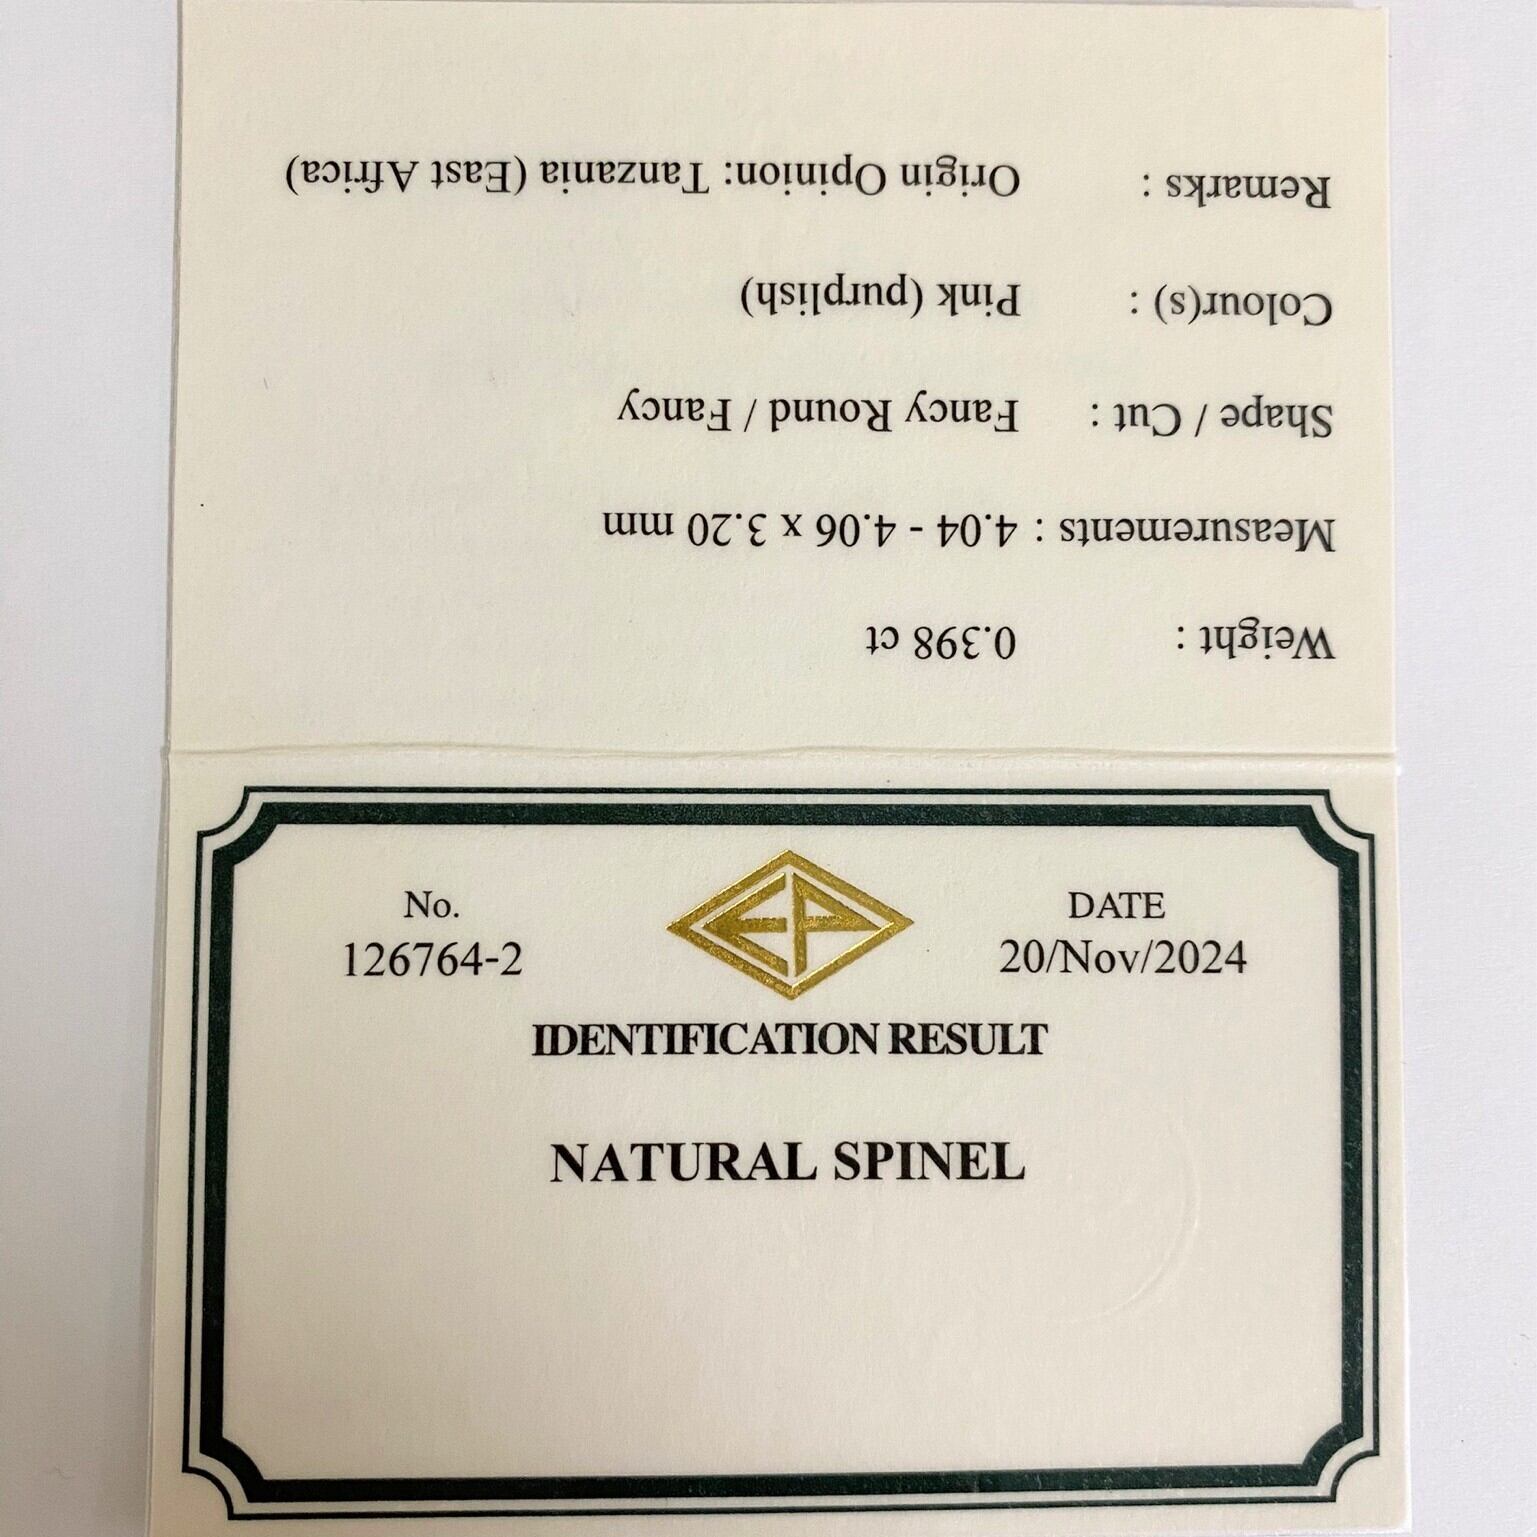 Weight : 0.398 ct
Measurements : 4.04 - 4.06 x 3.20 mm
Shape / Cut : Fancy Round / Fancy
Colour(s) : Pink (purplish)
Remarks : Origin Opinion: Tanzania (East Africa)
No.
126764-2
EP
DATE
20/Nov/2024
IDENTIFICATION RESULT
NATURAL SPINEL